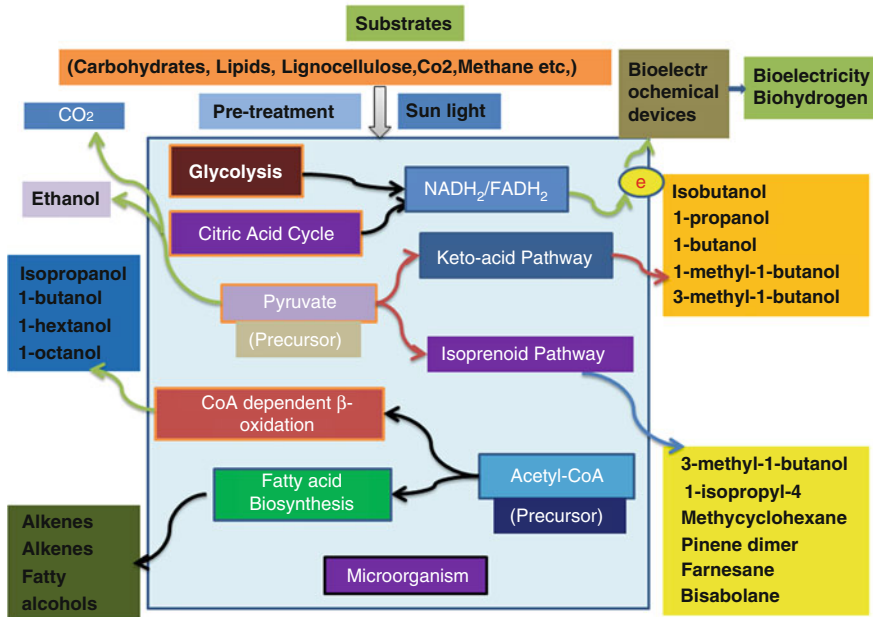 Substrates
(Carbohydrates, Lipids, Lignocellulose,Co2,Methane etc,)
Bioelectr
ochemical
devices
Bioelectricity
Biohydrogen
CO₂
Pre-treatment
Sun light
Glycolysis
NADH₂/FADH₂
e
Ethanol
Citric Acid Cycle
Isobutanol
1-propanol
1-butanol
1-methyl-1-butanol
3-methyl-1-butanol
Keto-acid Pathway
Isopropanol
1-butanol
1-hextanol
1-octanol
Pyruvate
(Precursor)
Isoprenoid Pathway
CoA dependent β-
oxidation
Fatty acid
Biosynthesis
Acetyl-CoA
(Precursor)
3-methyl-1-butanol
1-isopropyl-4
Methycyclohexane
Pinene dimer
Farnesane
Bisabolane
Alkenes
Alkenes
Fatty
alcohols
Microorganism